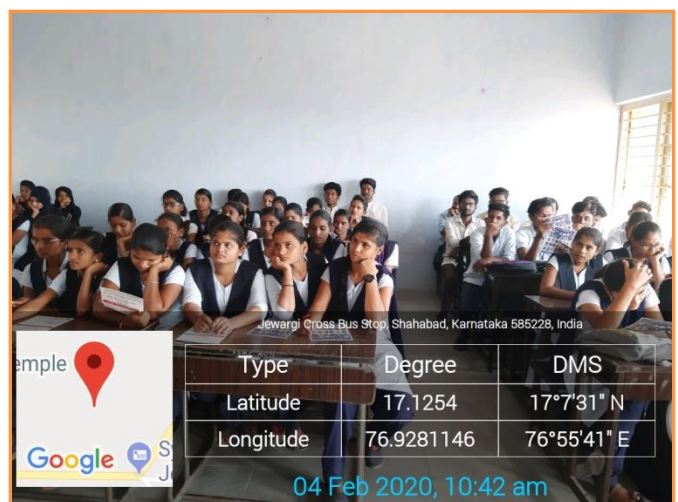 Jewargi Cross Bus Stop, Shahabad, Karnataka 585228, India
emple
Type Degree DMS
Latitude 17.1254 17°7'31" N
Longitude 76.9281146 76°55'41" E
Google
S
J
04 Feb 2020, 10:42 am